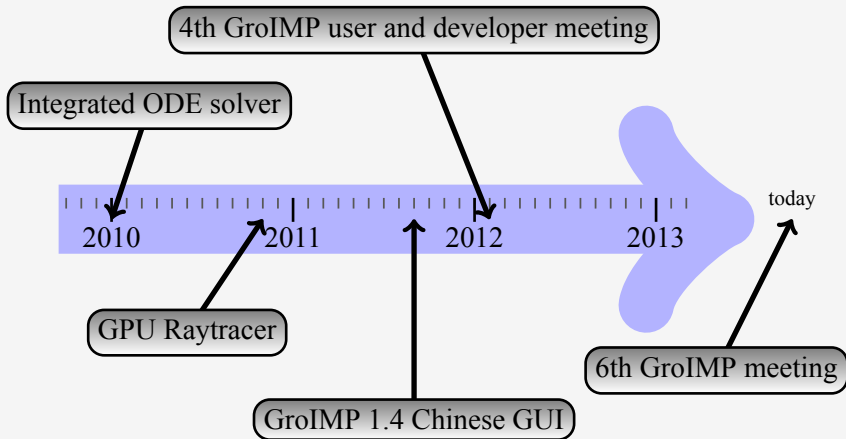 4th GroIMP user and developer meeting
Integrated ODE solver
today
2010
2011
2012
2013
GPU Raytracer
6th GroIMP meeting
GroIMP 1.4 Chinese GUI